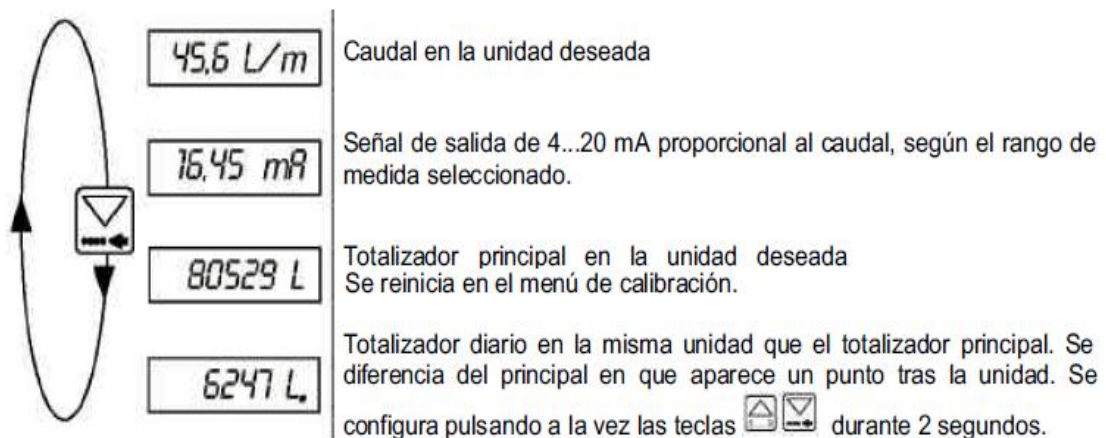 45,6 L/m
Caudal en la unidad deseada
16,45 mA
Señal de salida de 4...20 mA proporcional al caudal, según el rango de
medida seleccionado.
80529 L
Totalizador principal en la unidad deseada
Se reinicia en el menú de calibración.
6247 L.
Totalizador diario en la misma unidad que el totalizador principal. Se
diferencia del principal en que aparece un punto tras la unidad. Se
configura pulsando a la vez las teclas durante 2 segundos.